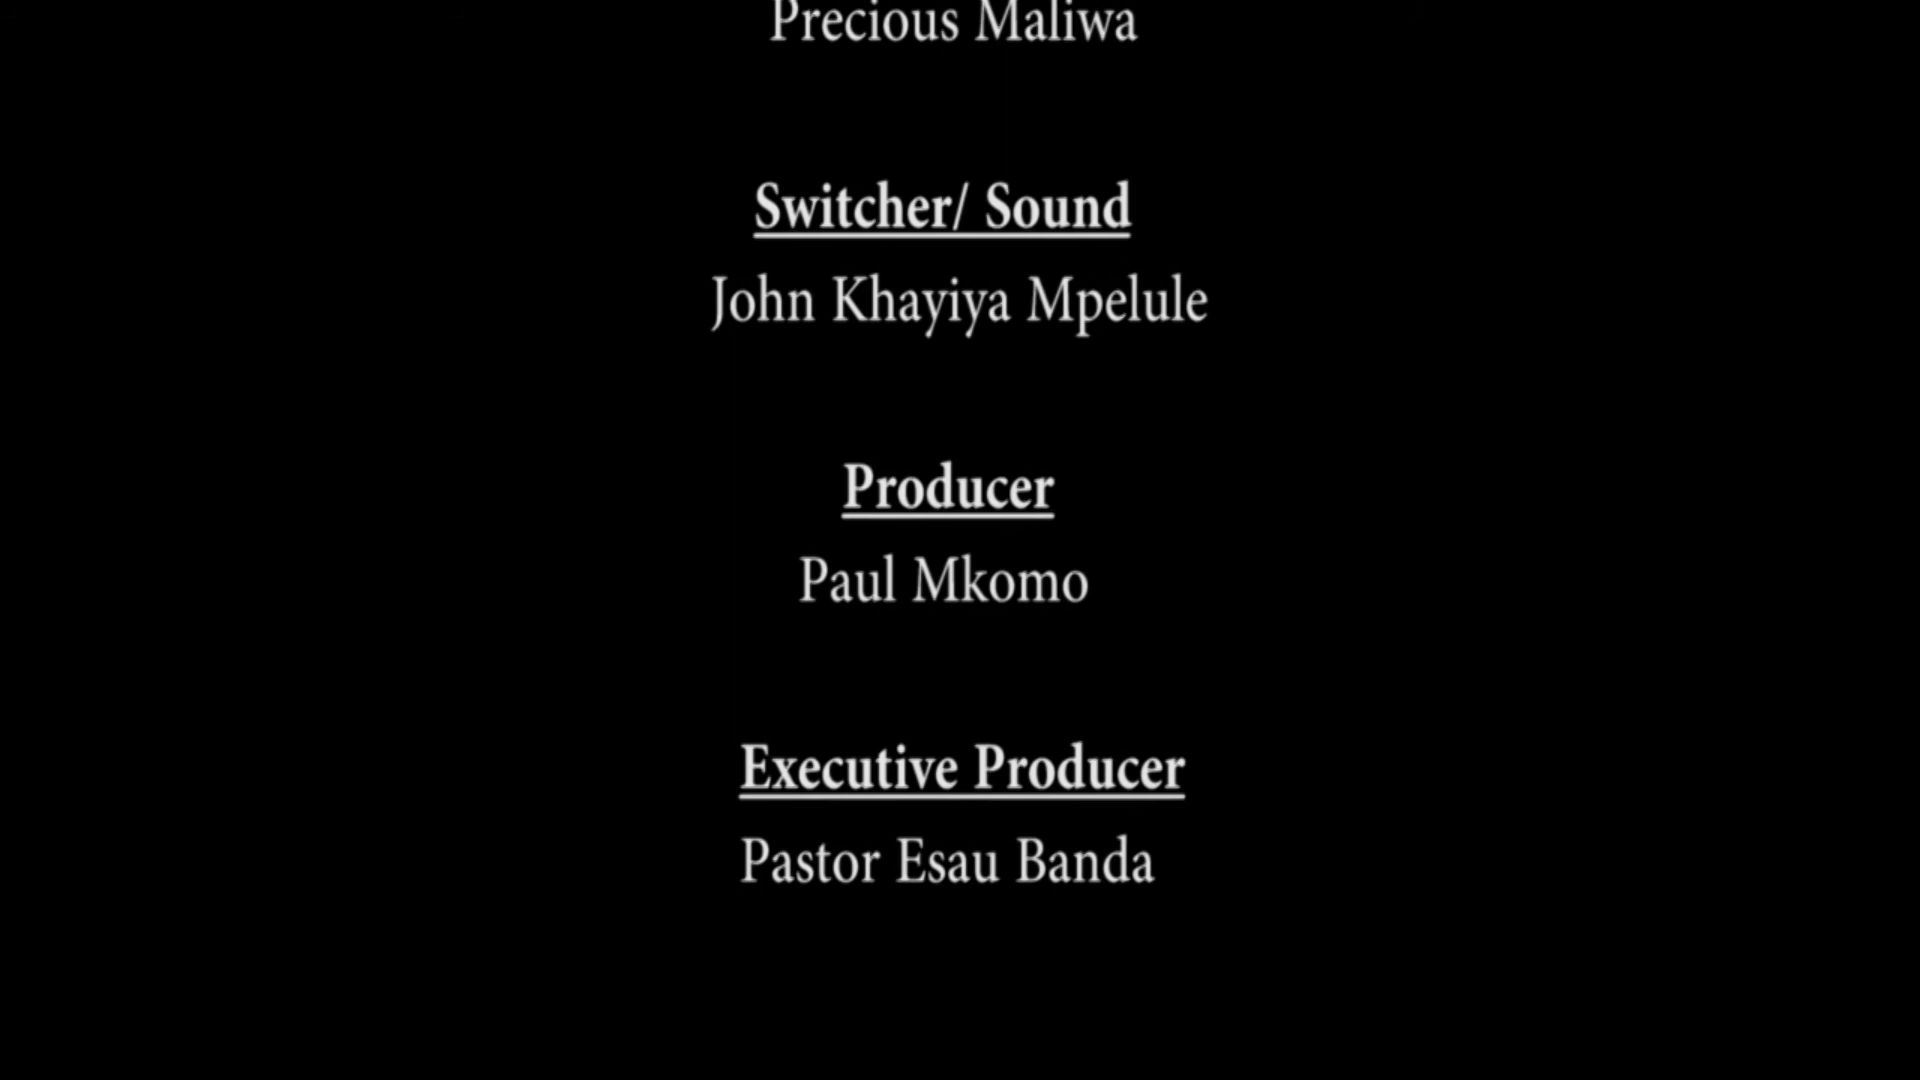 Precious Maliwa
Switcher/ Sound
John Khayiya Mpelule
Producer
Paul Mkomo
Executive Producer
Pastor Esau Banda